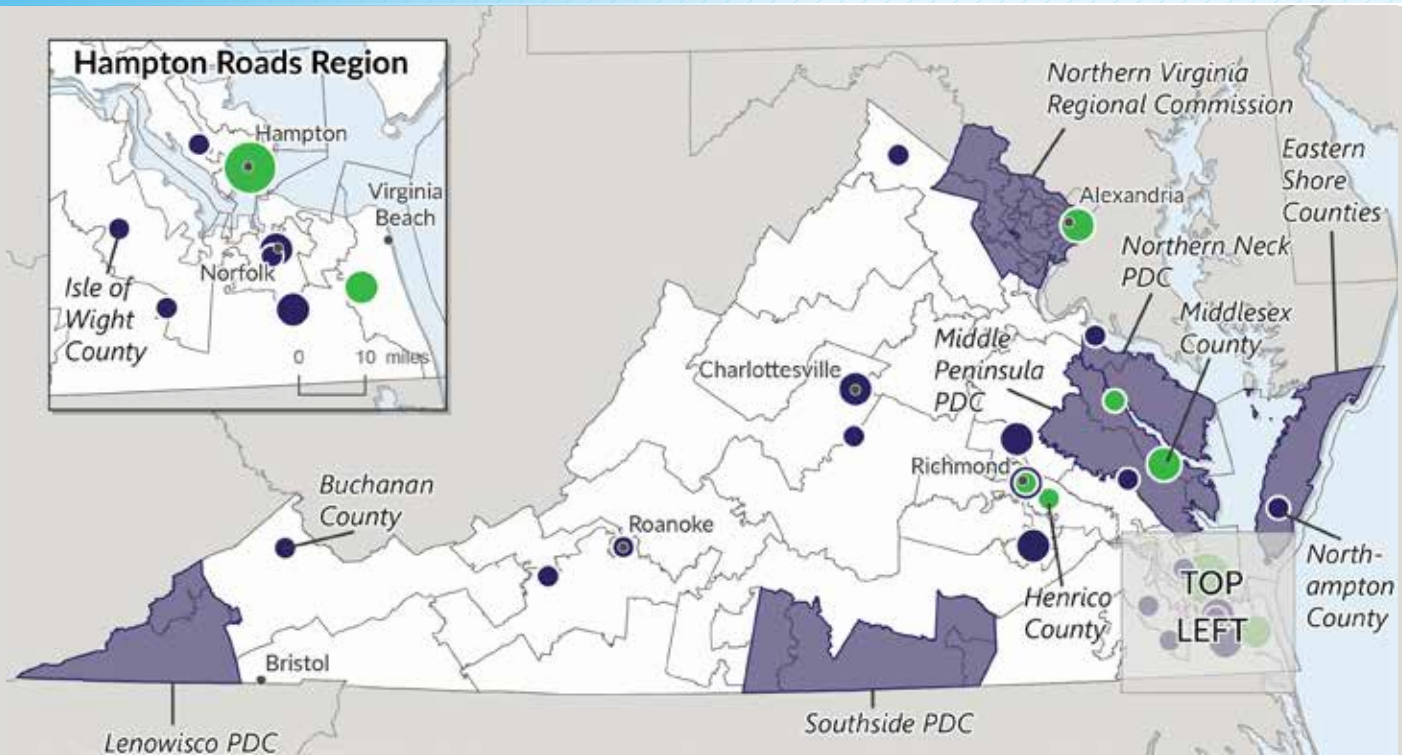 Hampton Roads Region
Hampton
Virginia
Beach
Norfolk
Isle of
Wight
County
0 10 miles
Northern Virginia
Regional Commission
Eastern
Shore
Counties
Alexandria
Northern Neck
PDC
Middlesex
County
Middle
Peninsula
PDC
Charlottesville
Richmond
Buchanan
County
Roanoke
Henrico
County
North-
ampton
County
TOP
LEFT
Bristol
Lenowisco PDC
Southside PDC